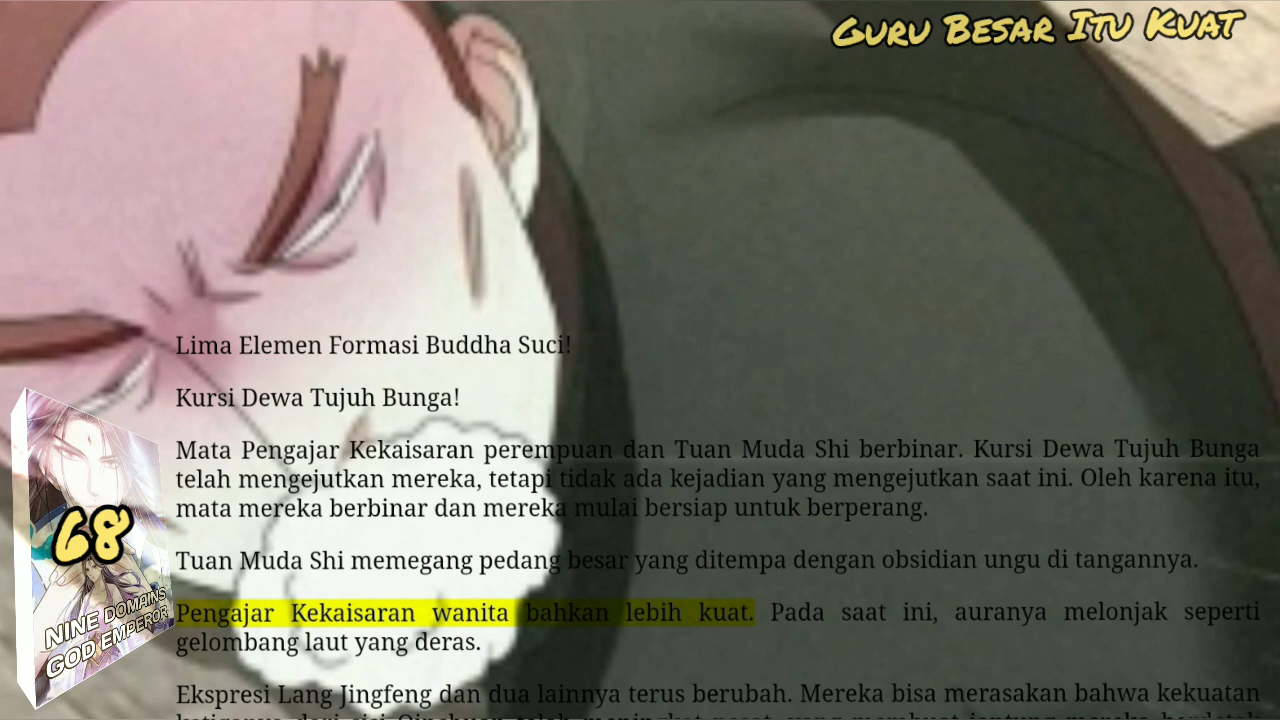 Guru Besar Itu Kuat
Lima Elemen Formasi Buddha Suci!
Kursi Dewa Tujuh Bunga!
Mata Pengajar Kekaisaran perempuan dan Tuan Muda Shi berbinar. Kursi Dewa Tujuh Bunga
telah mengejutkan mereka, tetapi tidak ada kejadian yang mengejutkan saat ini. Oleh karena itu,
mata mereka berbinar dan mereka mulai bersiap untuk berperang.
Tuan Muda Shi memegang pedang besar yang ditempa dengan obsidian ungu di tangannya.
Pengajar Kekaisaran wanita bahkan lebih kuat. Pada saat ini, auranya melonjak seperti
gelombang laut yang deras.
Ekspresi Lang Jingfeng dan dua lainnya terus berubah. Mereka bisa merasakan bahwa kekuatan
68
NINE DOMAINS
GOD EMPEROR